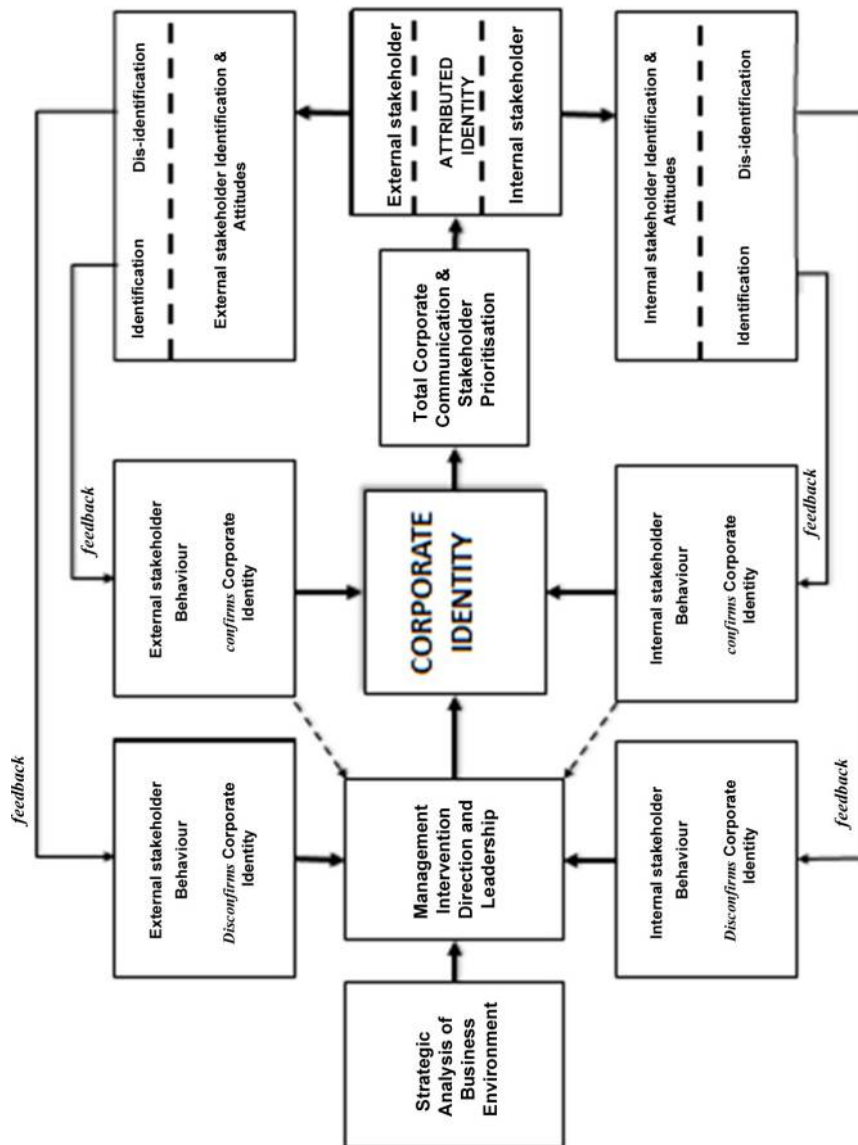 feedback
feedback
External stakeholder
Behaviour
Disconfirms Corporate
Identity
External stakeholder
Behaviour
confirms Corporate
Identity
Identification
Dis-identification
External stakeholder Identification &
Attitudes
Strategic
Analysis of
Business
Environment
Management
Intervention
Direction and
Leadership
CORPORATE
IDENTITY
Total Corporate
Communication &
Stakeholder
Prioritisation
External stakeholder
ATTRIBUTED
IDENTITY
Internal stakeholder
Internal stakeholder
Behaviour
Disconfirms Corporate
Identity
Internal stakeholder
Behaviour
confirms Corporate
Identity
Internal stakeholder Identification &
Attitudes
Identification
Dis-identification
feedback
feedback